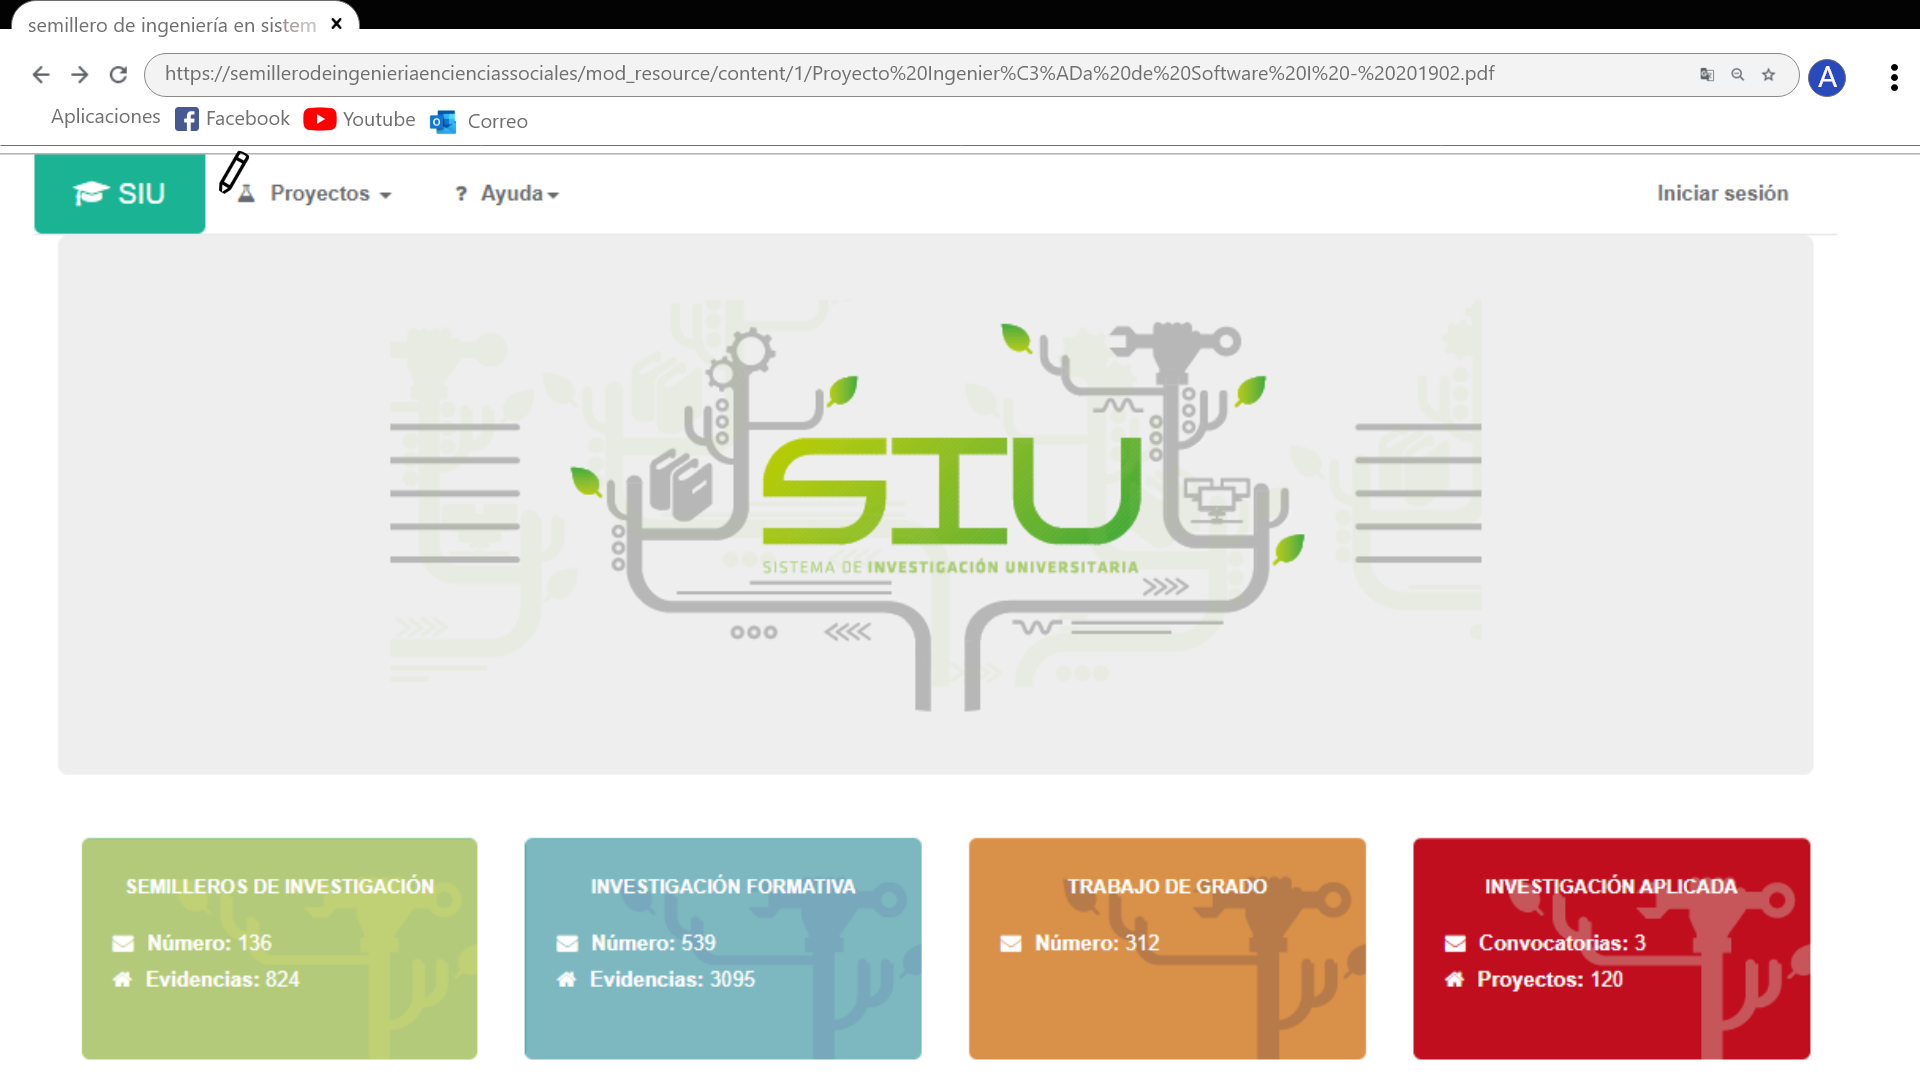 semillero de ingeniería en sistem
https://semillerodeingenieriaencienciassociales/mod_resource/content/1/Proyecto%20Ingenier%C3%ADa%20de%20Software%20I%20-%20201902.pdf
A
Aplicaciones Facebook Youtube Correo
SIU Proyectos ? Ayuda Iniciar sesión
SIU
SISTEMA DE INVESTIGACIÓN UNIVERSITARIA
SEMILLEROS DE INVESTIGACIÓN
Número: 136
Evidencias: 824
INVESTIGACIÓN FORMATIVA
Número: 539
Evidencias: 3095
TRABAJO DE GRADO
Número: 312
INVESTIGACIÓN APLICADA
Convocatorias: 3
Proyectos: 120